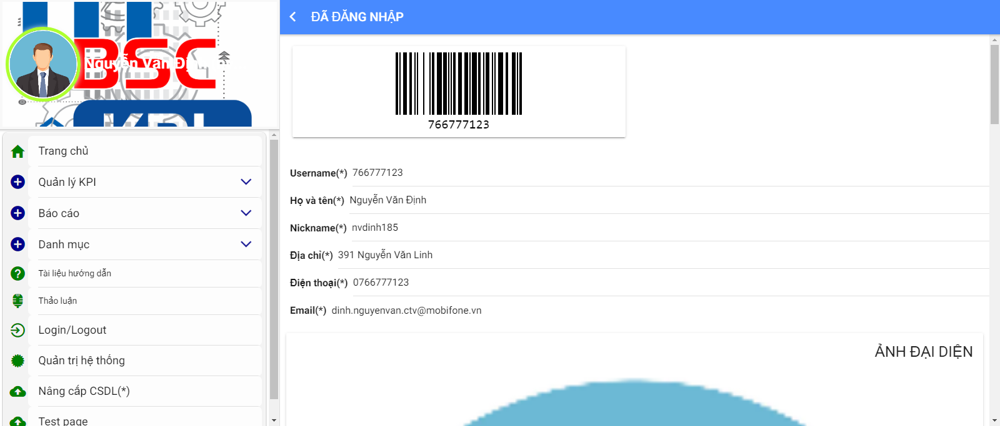 BSC
Nguyễn Văn Định
KPI
Trang chủ
Quản lý KPI
Báo cáo
Danh mục
Tài liệu hướng dẫn
Thảo luận
Login/Logout
Quản trị hệ thống
Nâng cấp CSDL(*)
Test page
ĐÃ ĐĂNG NHẬP
766777123
Username(*) 766777123
Họ và tên(*) Nguyễn Văn Định
Nickname(*) nvdinh185
Địa chỉ(*) 391 Nguyễn Văn Linh
Điện thoại(*) 0766777123
Email(*) dinh.nguyenvan.ctv@mobifone.vn
ẢNH ĐẠI DIỆN